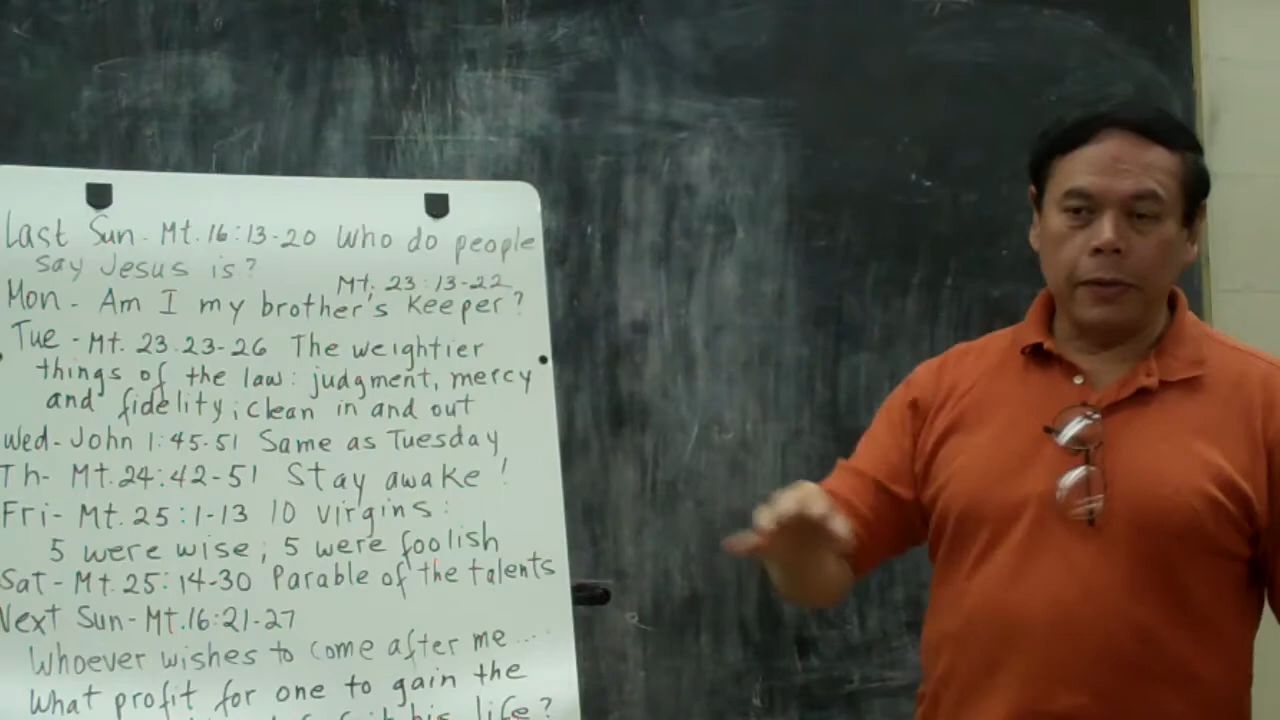 Last Sun - Mt. 16:13-20 Who do people
say Jesus is?
Mt. 23:13-22
Mon - Am I my brother's keeper?
Tue - Mt. 23.23-26 The weightier
things of the law: judgment, mercy
and fidelity; clean in and out
Wed - John 1:45-51 Same as Tuesday
Th - Mt. 24:42-51 Stay awake!
Fri - Mt. 25:1-13 10 virgins:
5 were wise; 5 were foolish
Sat - Mt. 25:14-30 Parable of the talents
Next Sun - Mt. 16:21-27
Whoever wishes to come after me....
What profit for one to gain the
his life?